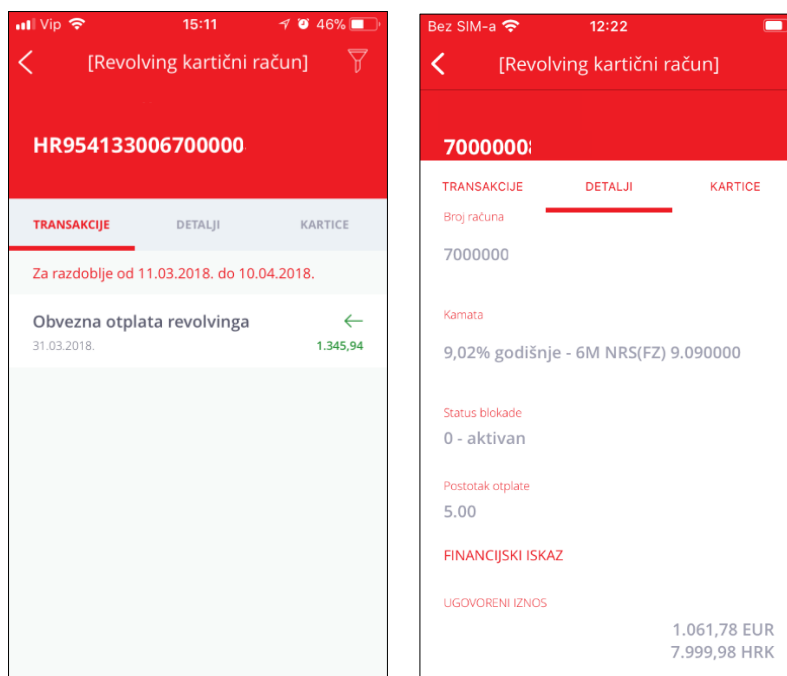 Vip 15:11 46%
[Revolving kartični račun]
HR954133006700000
TRANSAKCIJE DETALJI KARTICE
Za razdoblje od 11.03.2018. do 10.04.2018.
Obvezna otplata revolvinga
31.03.2018. 1.345,94
Bez SIM-a 12:22
[Revolving kartični račun]
7000000
TRANSAKCIJE DETALJI KARTICE
Broj računa
7000000
Kamata
9,02% godišnje - 6M NRS(FZ) 9.090000
Status blokade
0 - aktivan
Postotak otplate
5.00
FINANCIJSKI ISKAZ
UGOVORENI IZNOS
1.061,78 EUR
7.999,98 HRK